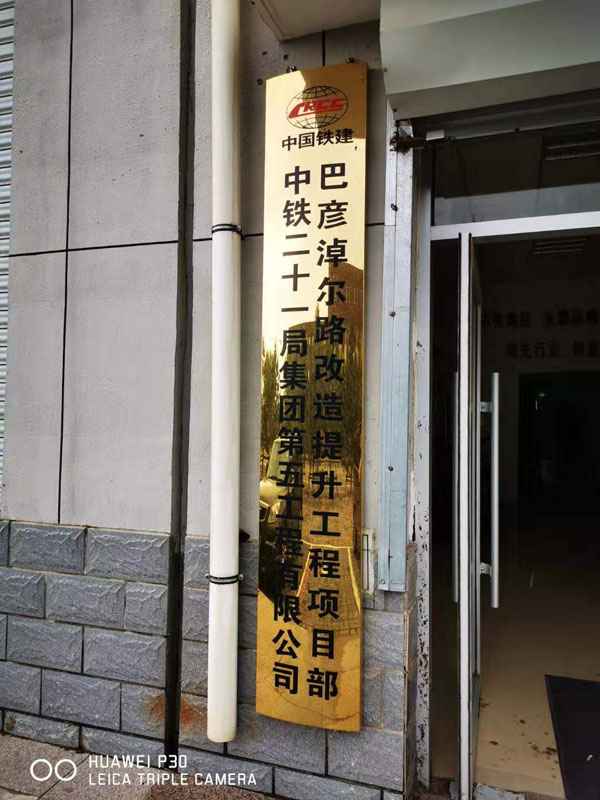 CRCC
中国铁建
中铁二十一局集团第五工程有限公司
巴彦淖尔路改造提升工程项目部
HUAWEI P30
LEICA TRIPLE CAMERA